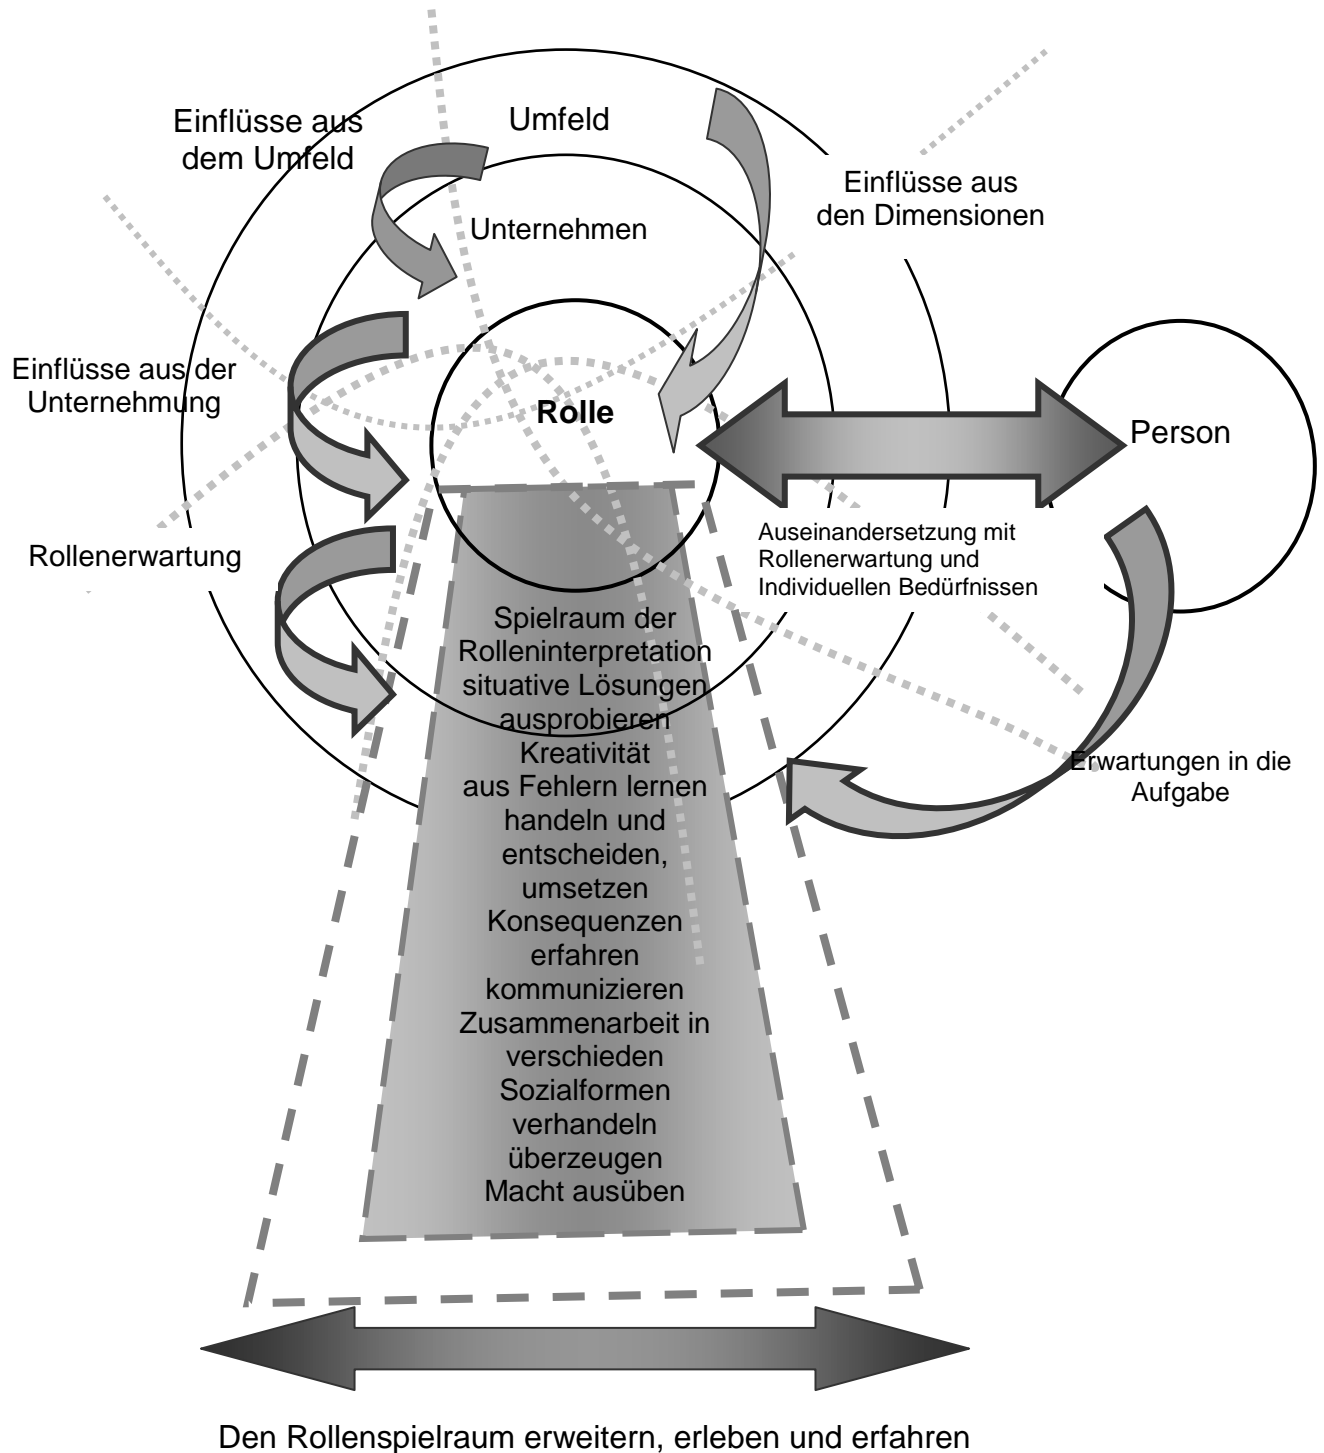 Umfeld
Einflüsse aus
dem Umfeld
Einflüsse aus
den Dimensionen
Unternehmen
Einflüsse aus der
Unternehmung
Rolle
Person
Rollenerwartung
Auseinandersetzung mit
Rollenerwartung und
Individuellen Bedürfnissen
Spielraum der
Rolleninterpretation
situative Lösungen
ausprobieren
Kreativität
aus Fehlern lernen
handeln und
entscheiden,
umsetzen
Konsequenzen
erfahren
kommunizieren
Zusammenarbeit in
verschieden
Sozialformen
verhandeln
überzeugen
Macht ausüben
Erwartungen in die
Aufgabe
Den Rollenspielraum erweitern, erleben und erfahren